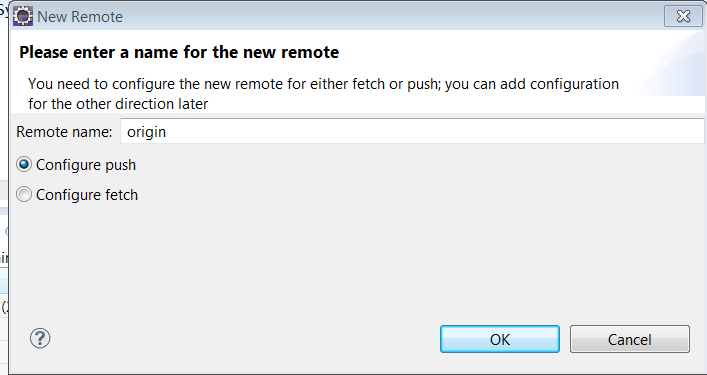 New Remote
Please enter a name for the new remote
You need to configure the new remote for either fetch or push; you can add configuration
for the other direction later
Remote name: origin
Configure push
Configure fetch
OK Cancel